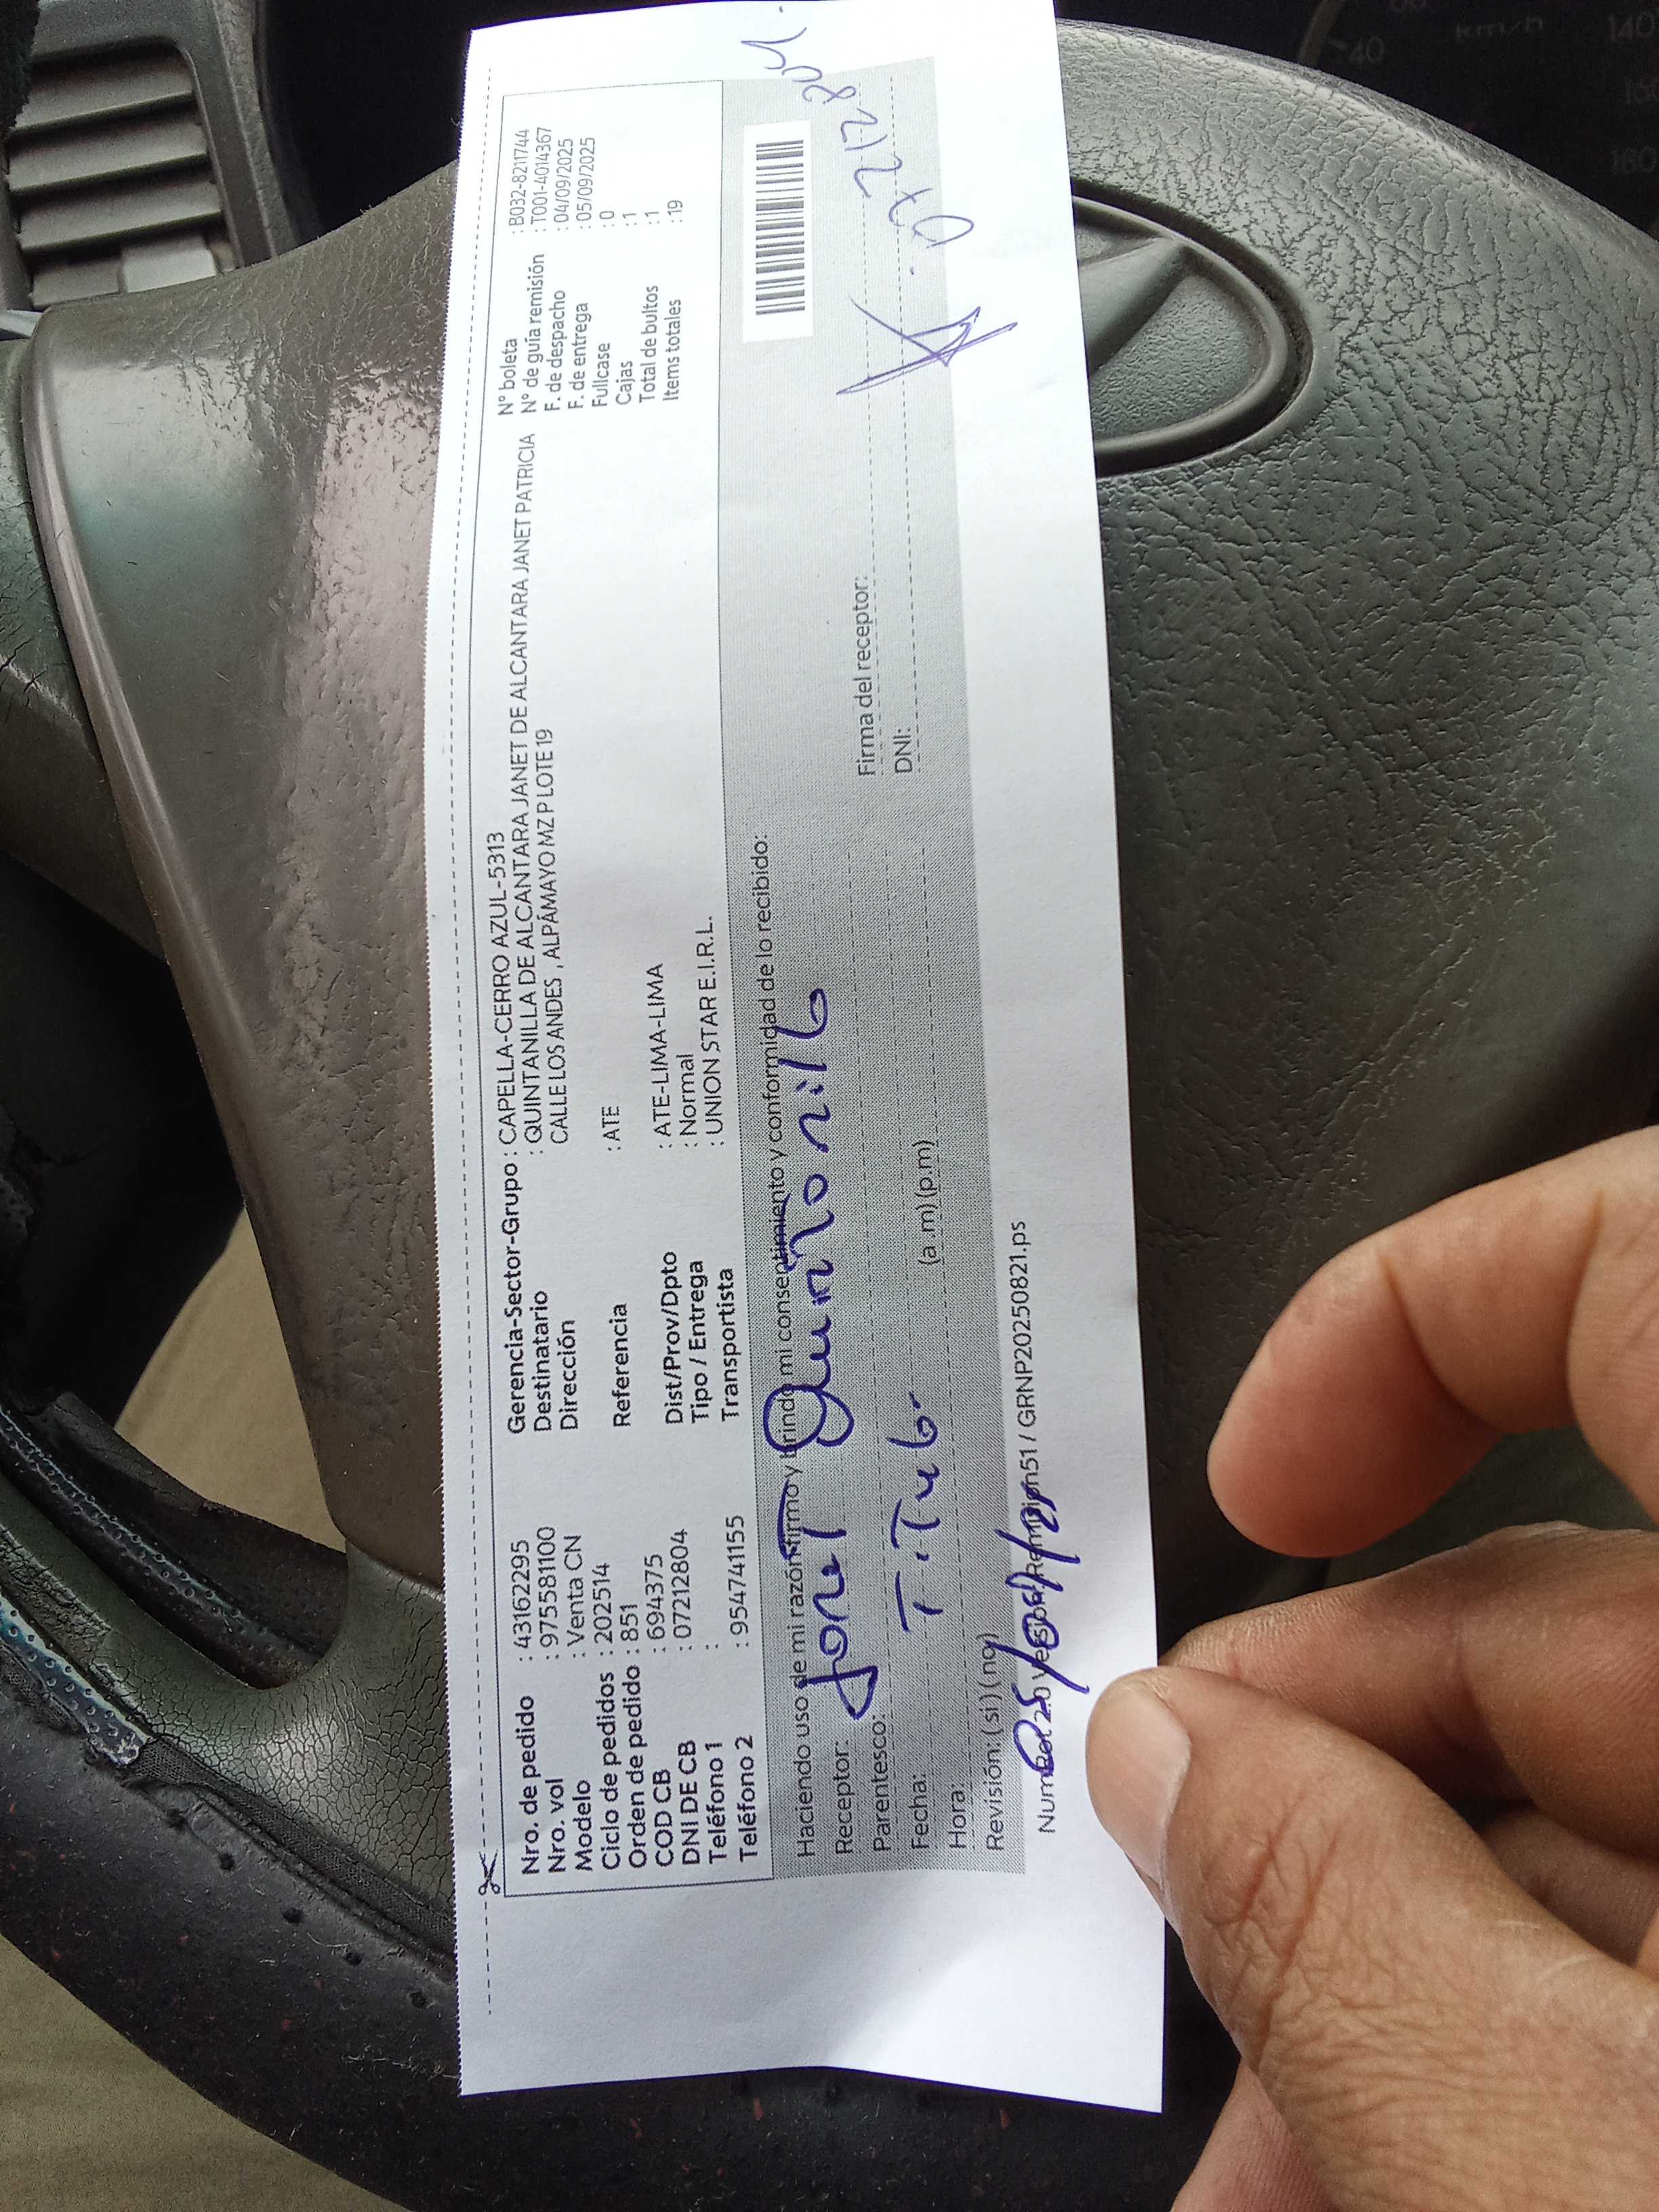 Nro. de pedido : 43162295
Nro. vol : 975581100
Modelo : Venta CN
Ciclo de pedidos : 202514
Orden de pedido : 851
COD CB : 694375
DNI DE CB : 07212804
Teléfono 1 :
Teléfono 2 : 954741155
Gerencia-Sector-Grupo : CAPELLA-CERRO AZUL-5313
Destinatario : QUINTANILLA DE ALCANTARA JANET DE ALCANTARA JANET PATRICIA
Dirección CALLE LOS ANDES , ALPÁMAYO MZ P LOTE 19
Referencia : ATE
Dist/Prov/Dpto : ATE-LIMA-LIMA
Tipo / Entrega : Normal
Transportista : UNION STAR E.I.R.L.
N° boleta : B032-8211744
N° de guía remisión : T001-4014367
F. de despacho : 04/09/2025
F. de entrega : 05/09/2025
Fullcase : 0
Cajas : 1
Total de bultos : 1
Items totales : 19
Haciendo uso de mi razón firmo y brindo mi consentimiento y conformidad de lo recibido:
Receptor:
Parentesco:
Fecha:
Hora: (a .m) (p.m)
Revisión: (si) (no)
Firma del receptor:
DNI: 07212804
51 / GRNP20250821.ps
40
km/h
140
160